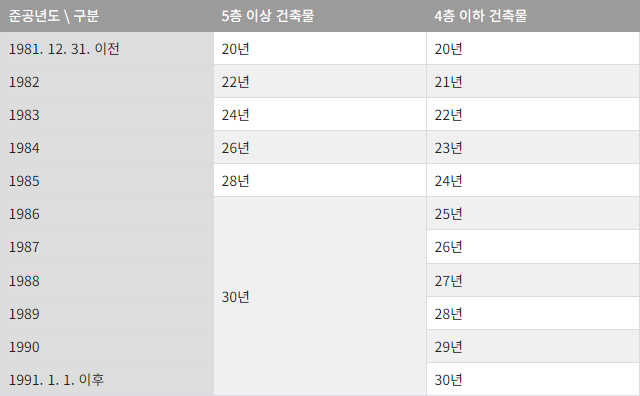 준공년도 \ 구분 5층 이상 건축물 4층 이하 건축물
1981. 12. 31. 이전 20년 20년
1982 22년 21년
1983 24년 22년
1984 26년 23년
1985 28년 24년
1986 25년
1987 26년
1988 27년
30년
1989 28년
1990 29년
1991. 1. 1. 이후 30년